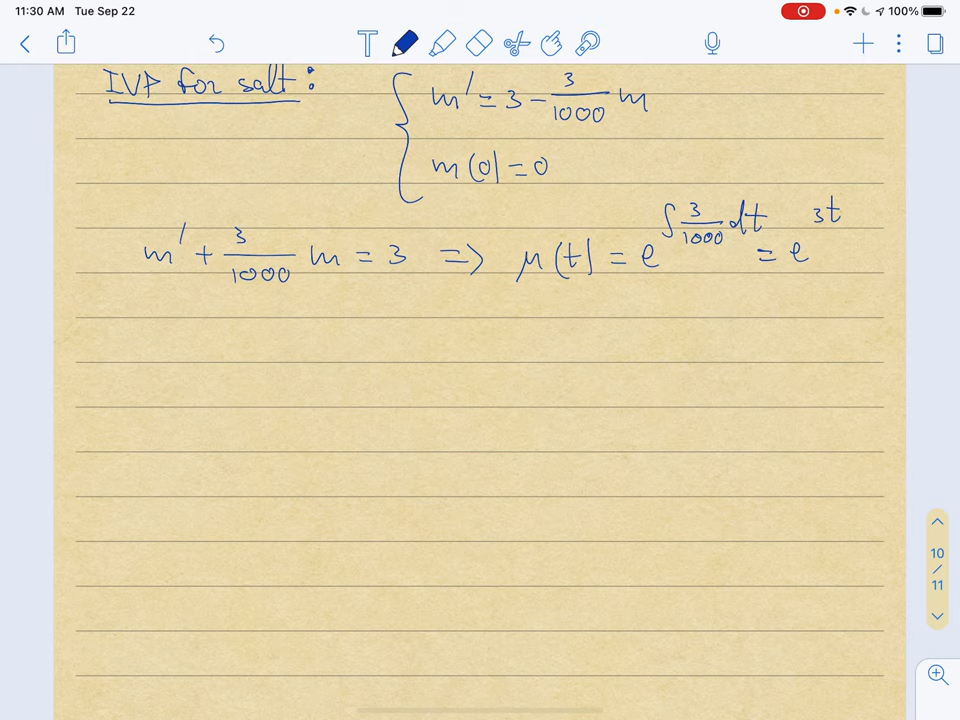 11:30 AM Tue Sep 22
100%
T
IVP for salt:
m' = 3 - 3/1000 m
m(0) = 0
m' + 3/1000 m = 3 => μ(t) = e^∫ 3/1000 dt = e^3t
10
/
11